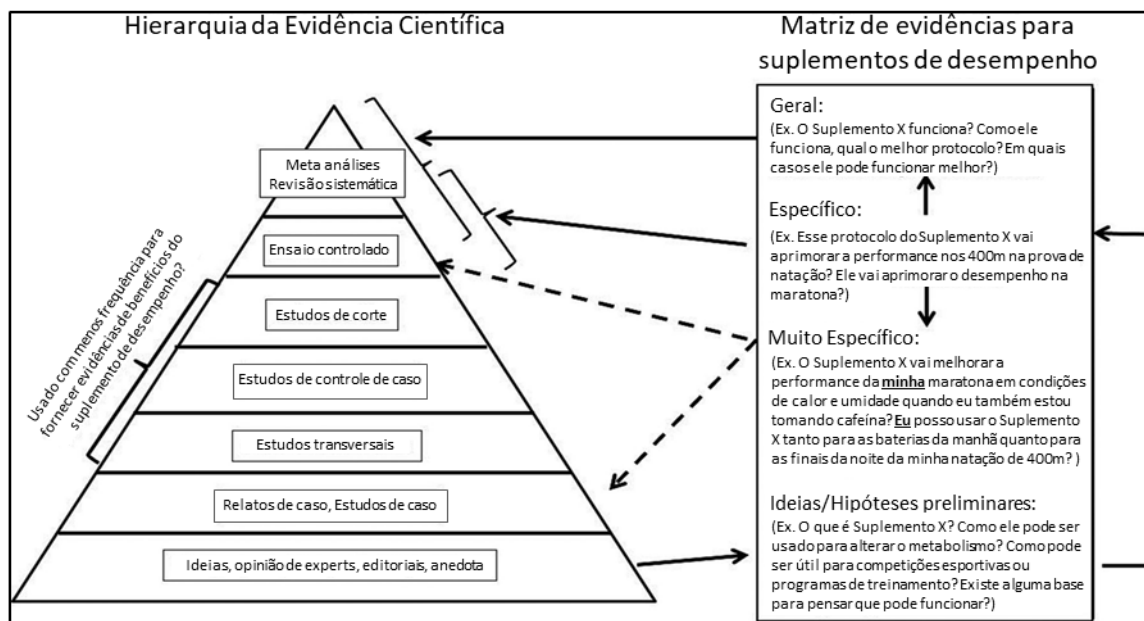 Hierarquia da Evidência Científica
Meta análises
Revisão sistemática
Ensaio controlado
Estudos de corte
Estudos de controle de caso
Estudos transversais
Relatos de caso, Estudos de caso
Ideias, opinião de experts, editoriais, anedota
Usado com menos frequência para
fornecer evidências de benefícios do
suplemento de desempenho?
Matriz de evidências para
suplementos de desempenho
Geral:
(Ex. O Suplemento X funciona? Como ele
funciona, qual o melhor protocolo? Em quais
casos ele pode funcionar melhor?)
Específico:
(Ex. Esse protocolo do Suplemento X vai
aprimorar a performance nos 400m na prova de
natação? Ele vai aprimorar o desempenho na
maratona?)
Muito Específico:
(Ex. O Suplemento X vai melhorar a
performance da minha maratona em condições
de calor e umidade quando eu também estou
tomando cafeína? Eu posso usar o Suplemento
X tanto para as baterias da manhã quanto para
as finais da noite da minha natação de 400m? )
Ideias/Hipóteses preliminares:
(Ex. O que é Suplemento X? Como ele pode ser
usado para alterar o metabolismo? Como pode
ser útil para competições esportivas ou
programas de treinamento? Existe alguma base
para pensar que pode funcionar?)